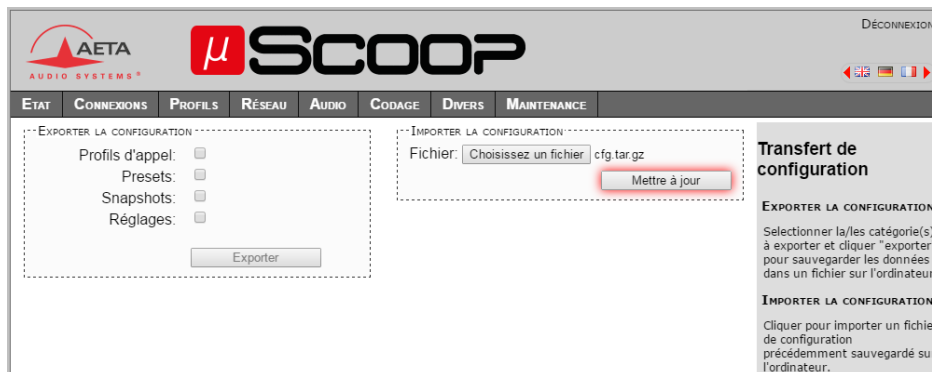 DÉCONNEXION
AETA
AUDIO SYSTEMS
µScoop
ETAT CONNEXIONS PROFILS RÉSEAU AUDIO CODAGE DIVERS MAINTENANCE
EXPORTER LA CONFIGURATION
Profils d'appel:
Presets:
Snapshots:
Réglages:
Exporter
IMPORTER LA CONFIGURATION
Fichier: Choisissez un fichier cfg.tar.gz
Mettre à jour
Transfert de
configuration
EXPORTER LA CONFIGURATION
Selectionner la/les catégorie(s)
à exporter et cliquer "exporter
pour sauvegarder les données
dans un fichier sur l'ordinateur
IMPORTER LA CONFIGURATION
Cliquer pour importer un fichie
de configuration
précédemment sauvegardé su
l'ordinateur.